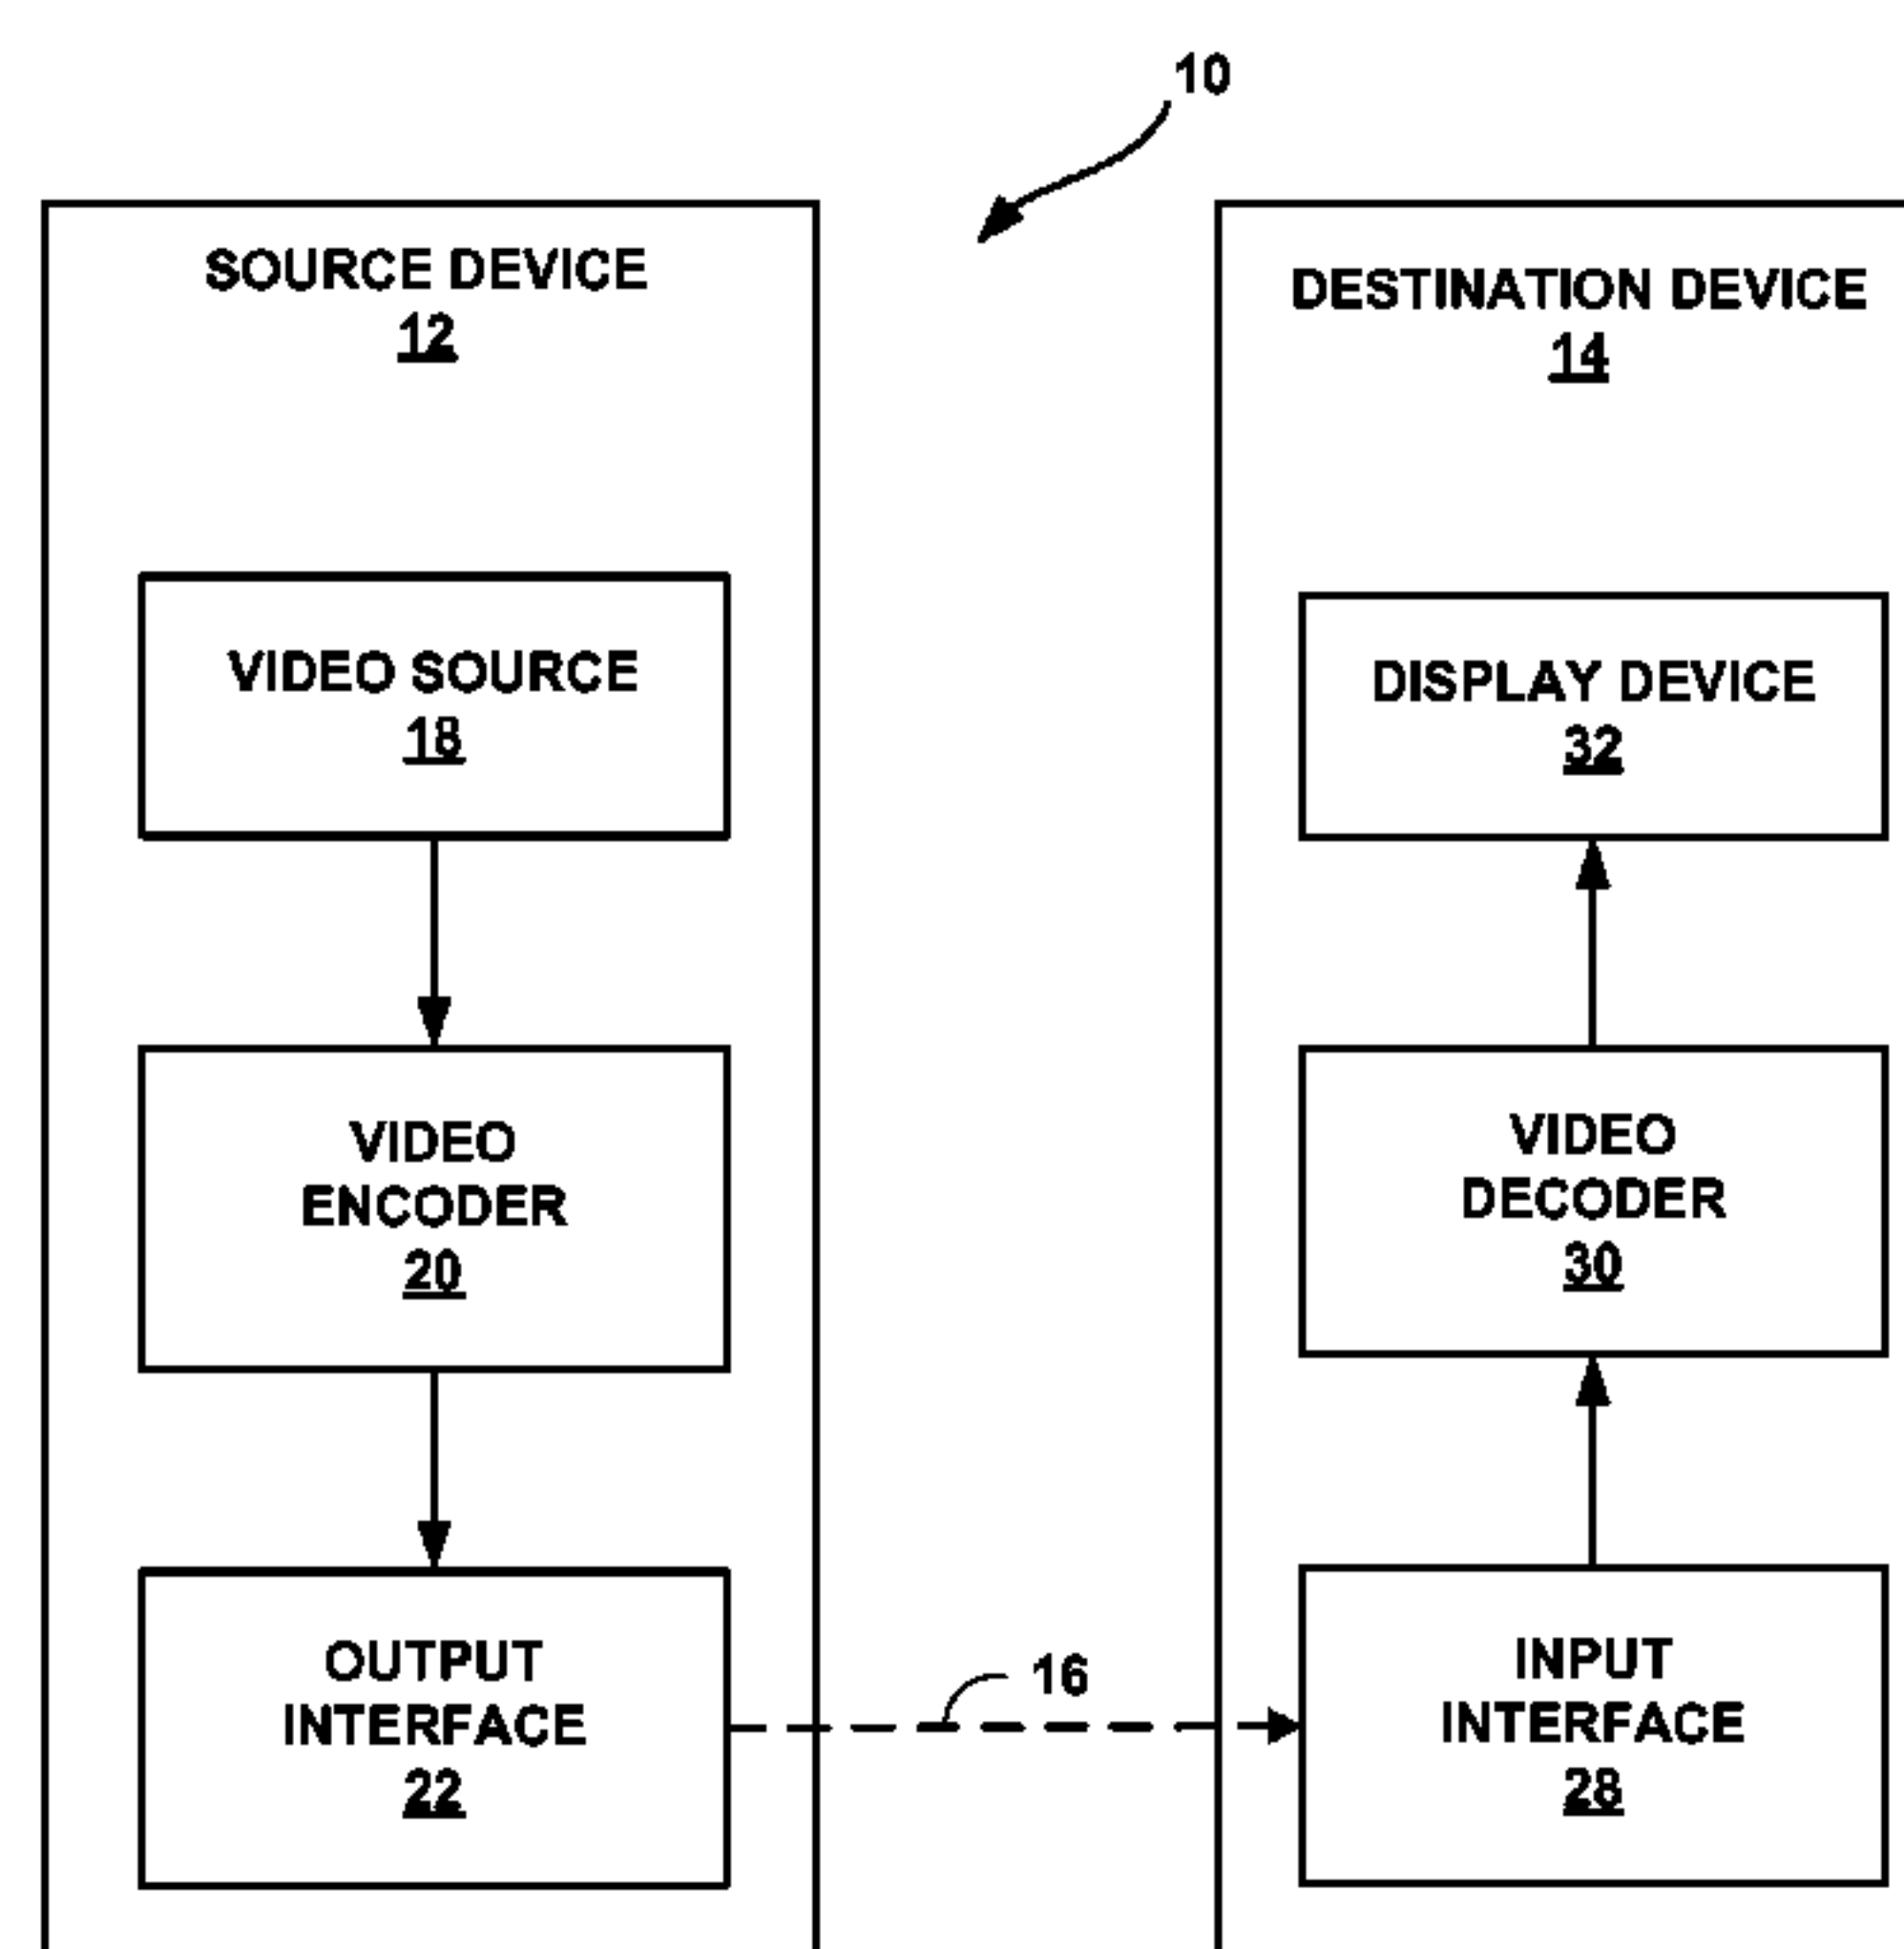 10
SOURCE DEVICE
12
VIDEO SOURCE
18
VIDEO
ENCODER
20
OUTPUT
INTERFACE
22
16
DESTINATION DEVICE
14
DISPLAY DEVICE
32
VIDEO
DECODER
30
INPUT
INTERFACE
28